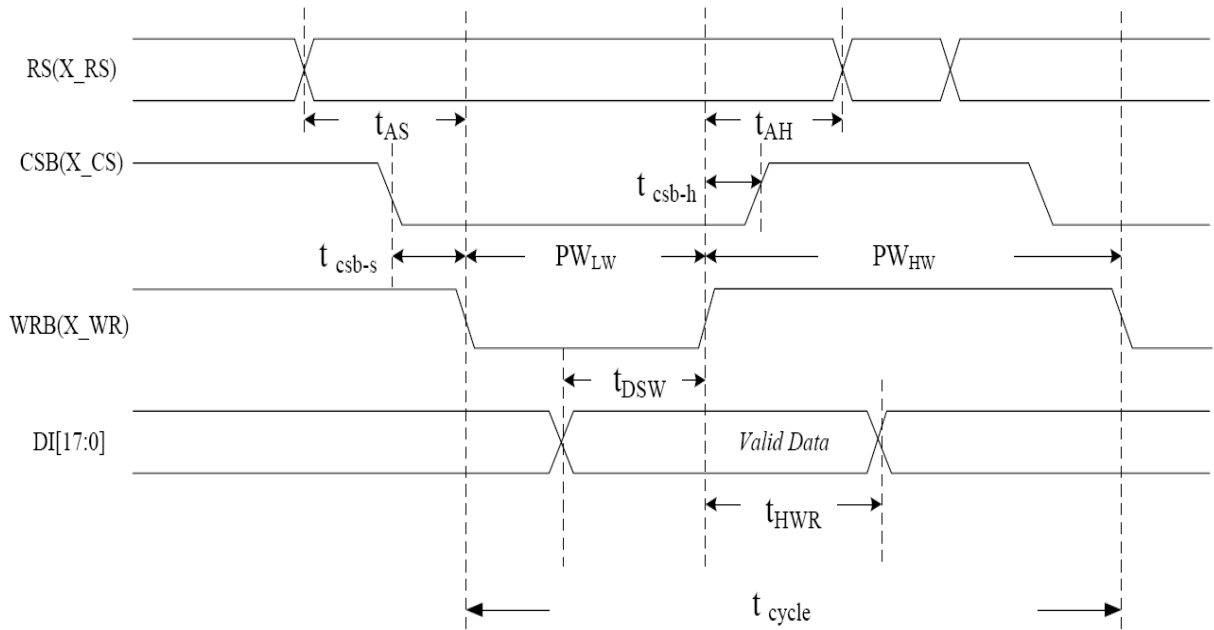 RS(X_RS)
tAS
tAH
CSB(X_CS)
t csb-h
t csb-s
PWLW
PWHW
WRB(X_WR)
tDSW
DI[17:0]
Valid Data
tHWR
t cycle